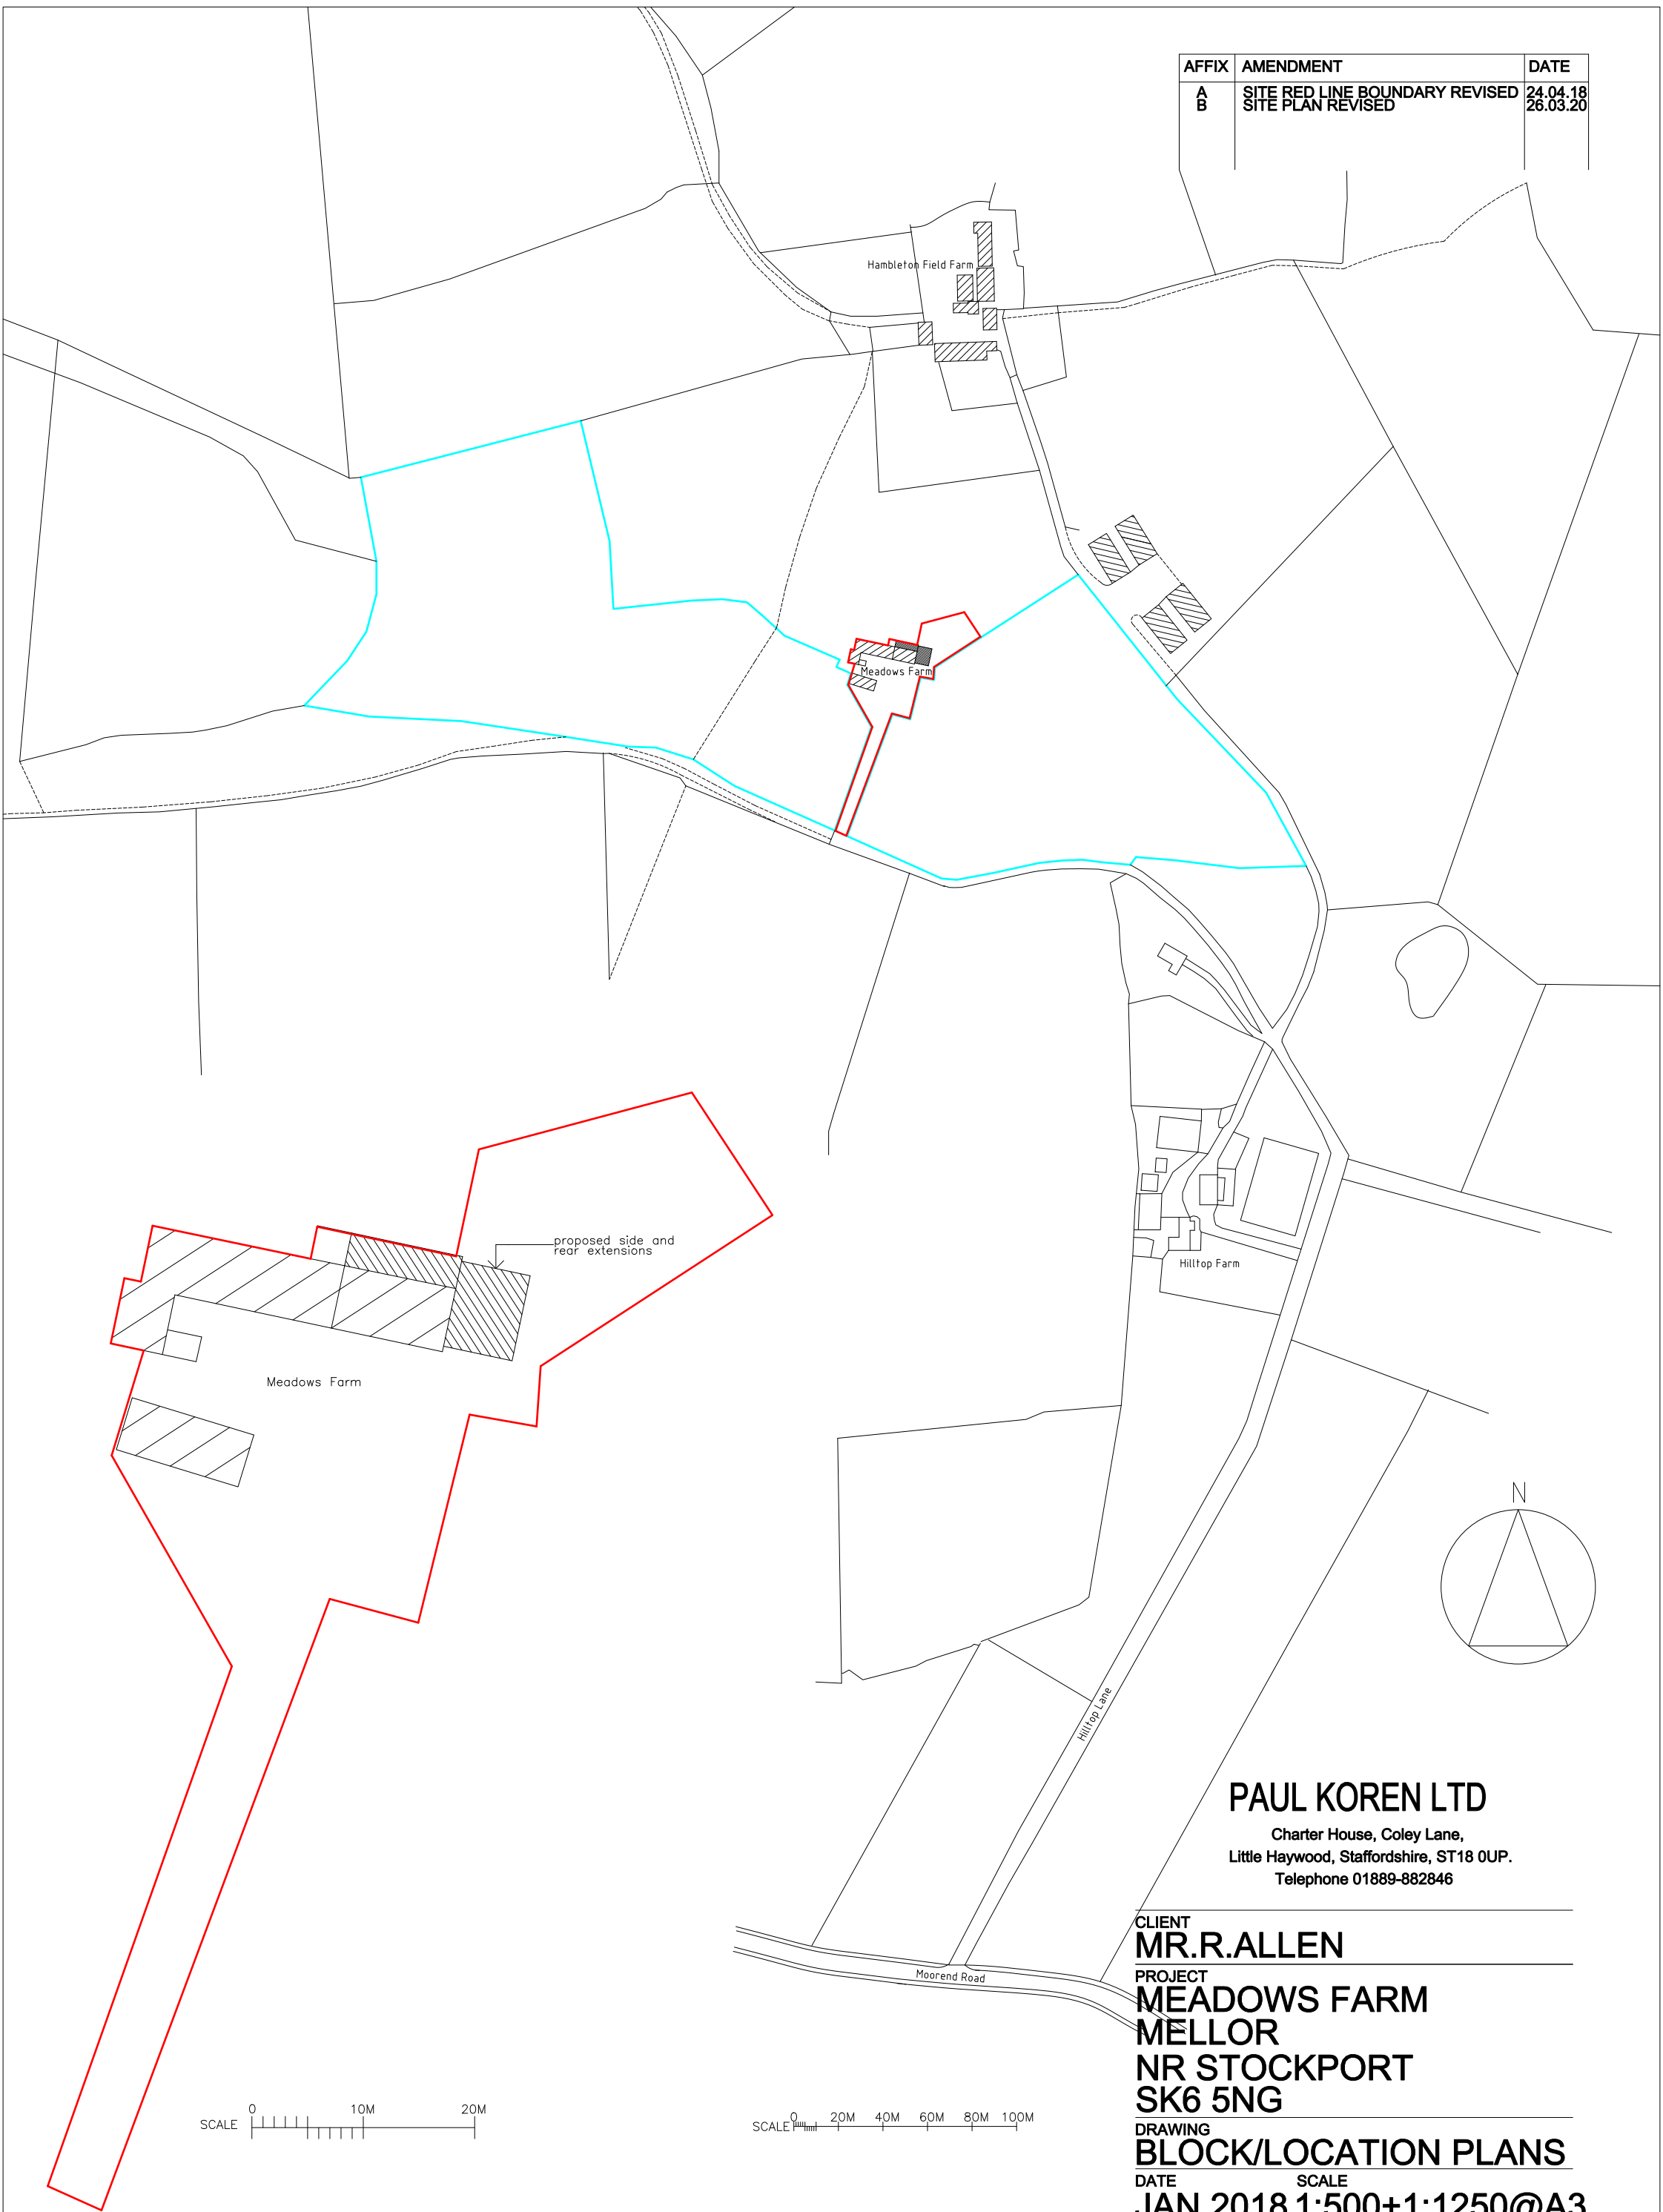 AFFIX AMENDMENT DATE
A SITE RED LINE BOUNDARY REVISED 24.04.18
B SITE PLAN REVISED 26.03.20
Hambleton Field Farm
Meadows Farm
proposed side and
rear extensions
Meadows Farm
Hilltop Farm
N
Hilltop Lane
Moorend Road
PAUL KOREN LTD
Charter House, Coley Lane,
Little Haywood, Staffordshire, ST18 0UP.
Telephone 01889-882846
CLIENT
MR.R.ALLEN
PROJECT
MEADOWS FARM
MELLOR
NR STOCKPORT
SK6 5NG
DRAWING
BLOCK/LOCATION PLANS
DATE SCALE
JAN 2018 1:500+1:1250@A3
SCALE 0 10M 20M
SCALE 0 20M 40M 60M 80M 100M